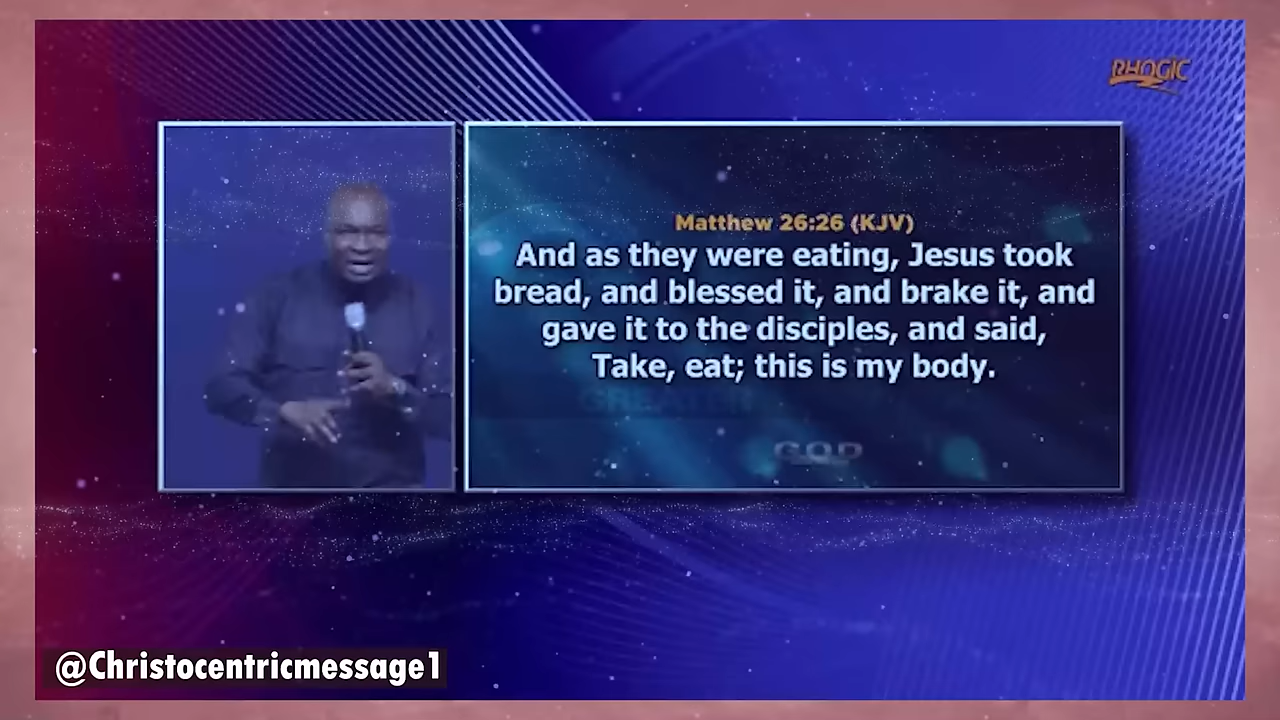 RHOGIC
Matthew 26:26 (KJV)
And as they were eating, Jesus took
bread, and blessed it, and brake it, and
gave it to the disciples, and said,
Take, eat; this is my body.
GREATER
G.O.D
@Christocentricmessage1